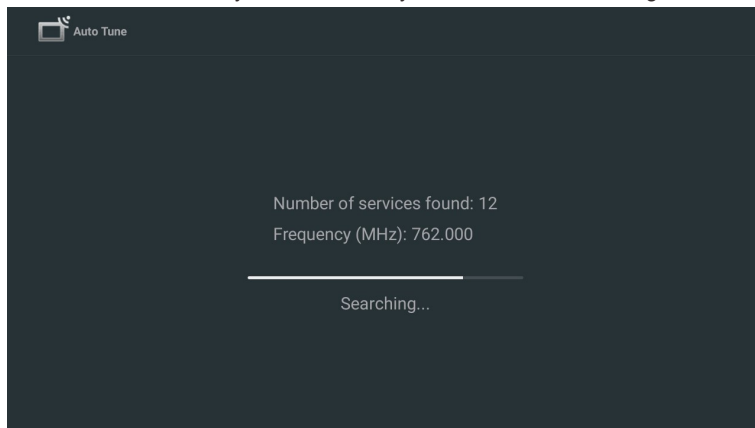 Auto Tune
Number of services found: 12
Frequency (MHz): 762.000
Searching...